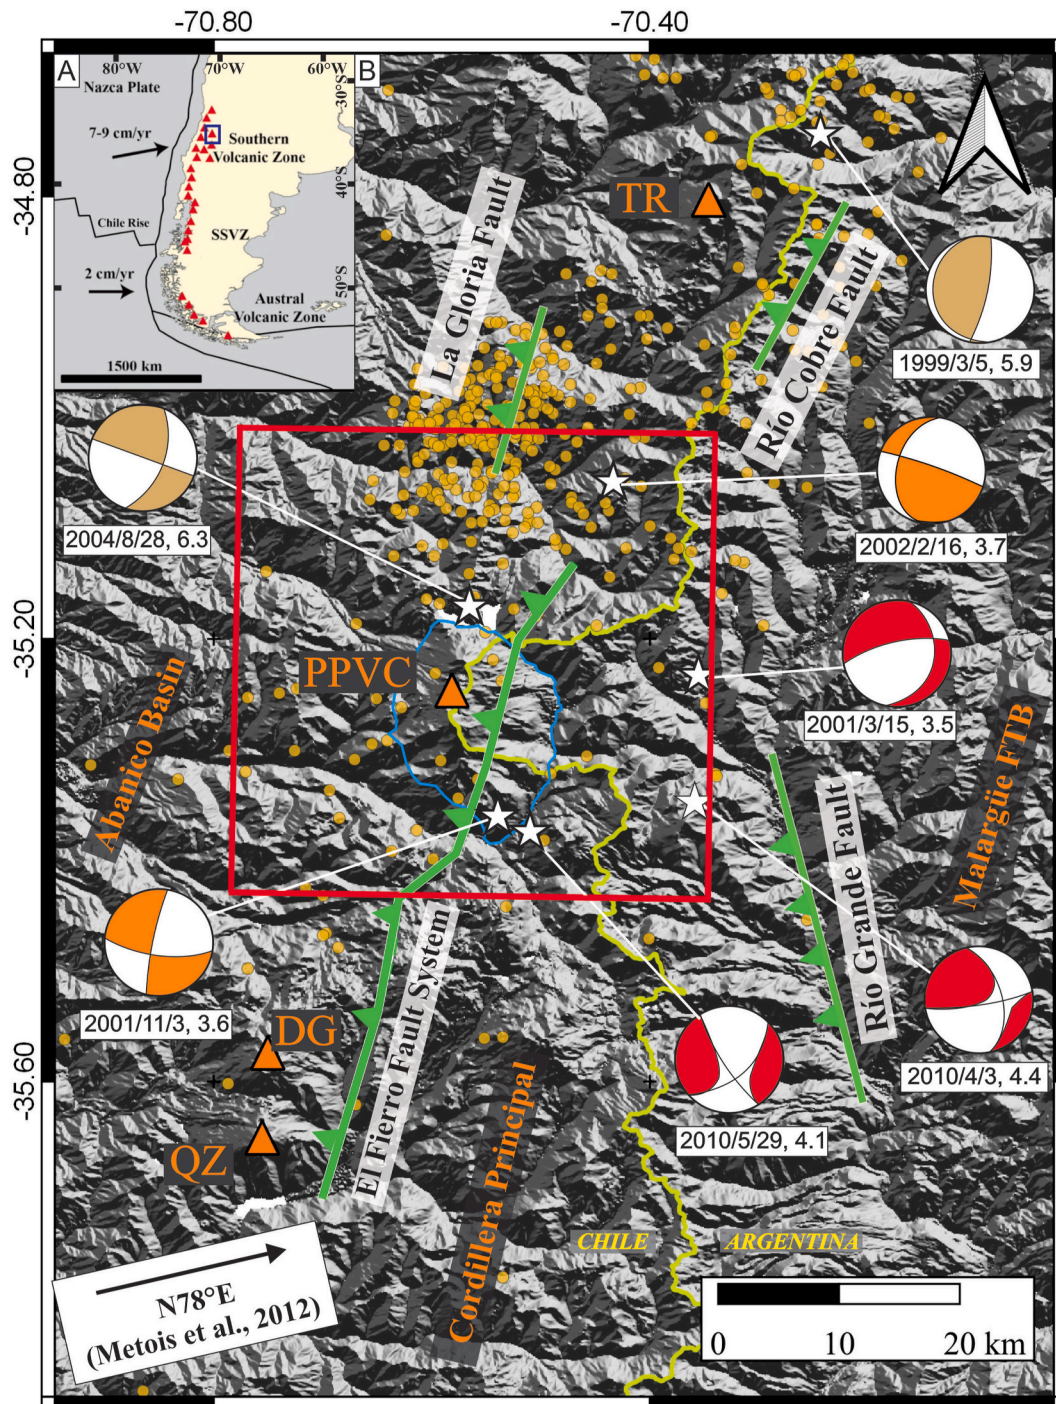 -70.80
-70.40
-34.80
-35.20
-35.60
A
80°W
70°W
60°W
B
Nazca Plate
30°S
7-9 cm/yr
Southern
Volcanic Zone
40°S
Chile Rise
SSVZ
2 cm/yr
50°S
Austral
Volcanic Zone
1500 km
TR
La Gloria Fault
Río Cobre Fault
1999/3/5, 5.9
2004/8/28, 6.3
2002/2/16, 3.7
PPVC
2001/3/15, 3.5
Abanico Basin
Malargüe FTB
Río Grande Fault
2001/11/3, 3.6
El Fierro Fault System
DG
2010/4/3, 4.4
QZ
2010/5/29, 4.1
Cordillera Principal
CHILE
ARGENTINA
N78°E
(Metois et al., 2012)
0 10 20 km